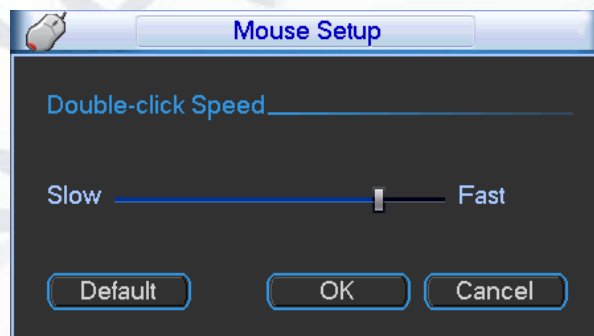 Mouse Setup
Double-click Speed
Slow Fast
Default OK Cancel